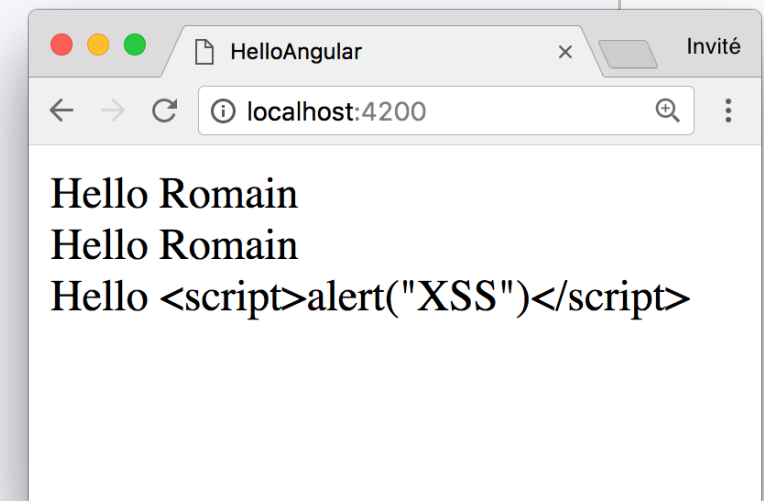 HelloAngular
Invité
localhost:4200
Hello Romain
Hello Romain
Hello <script>alert("XSS")</script>